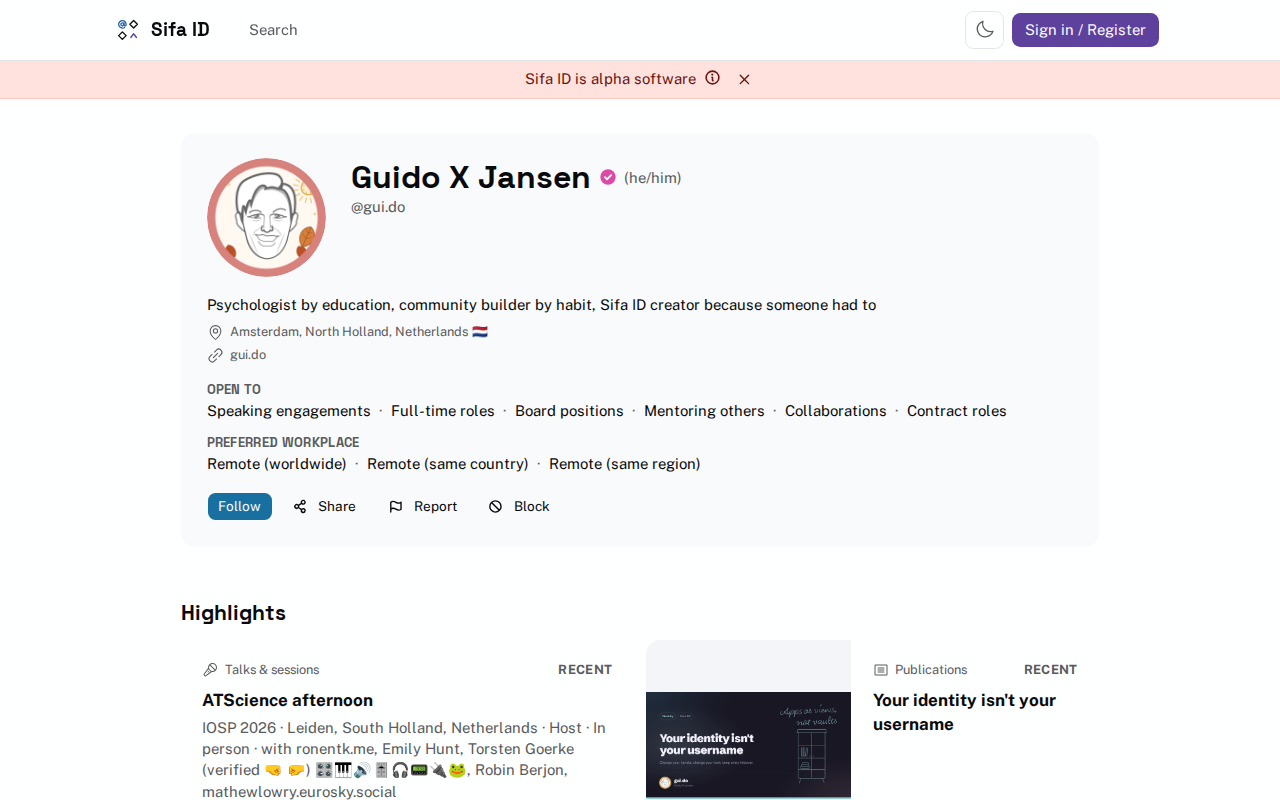 Sifa ID
Search
Sign in / Register
Sifa ID is alpha software
Guido X Jansen (he/him)
@gui.do
Psychologist by education, community builder by habit, Sifa ID creator because someone had to
Amsterdam, North Holland, Netherlands 🇳🇱
gui.do
OPEN TO
Speaking engagements · Full-time roles · Board positions · Mentoring others · Collaborations · Contract roles
PREFERRED WORKPLACE
Remote (worldwide) · Remote (same country) · Remote (same region)
Follow
Share
Report
Block
Highlights
Talks & sessions
RECENT
ATScience afternoon
IOSP 2026 · Leiden, South Holland, Netherlands · Host · In
person · with ronentk.me, Emily Hunt, Torsten Goerke
(verified 🤜 🤛) 🎛🎹🔊 🎚 🎧📟🔌🐸, Robin Berjon,
mathewlowry.eurosky.social
Apps as views,
not vaults
Your identity isn't
your username
gui.do
Publications
RECENT
Your identity isn't your
username